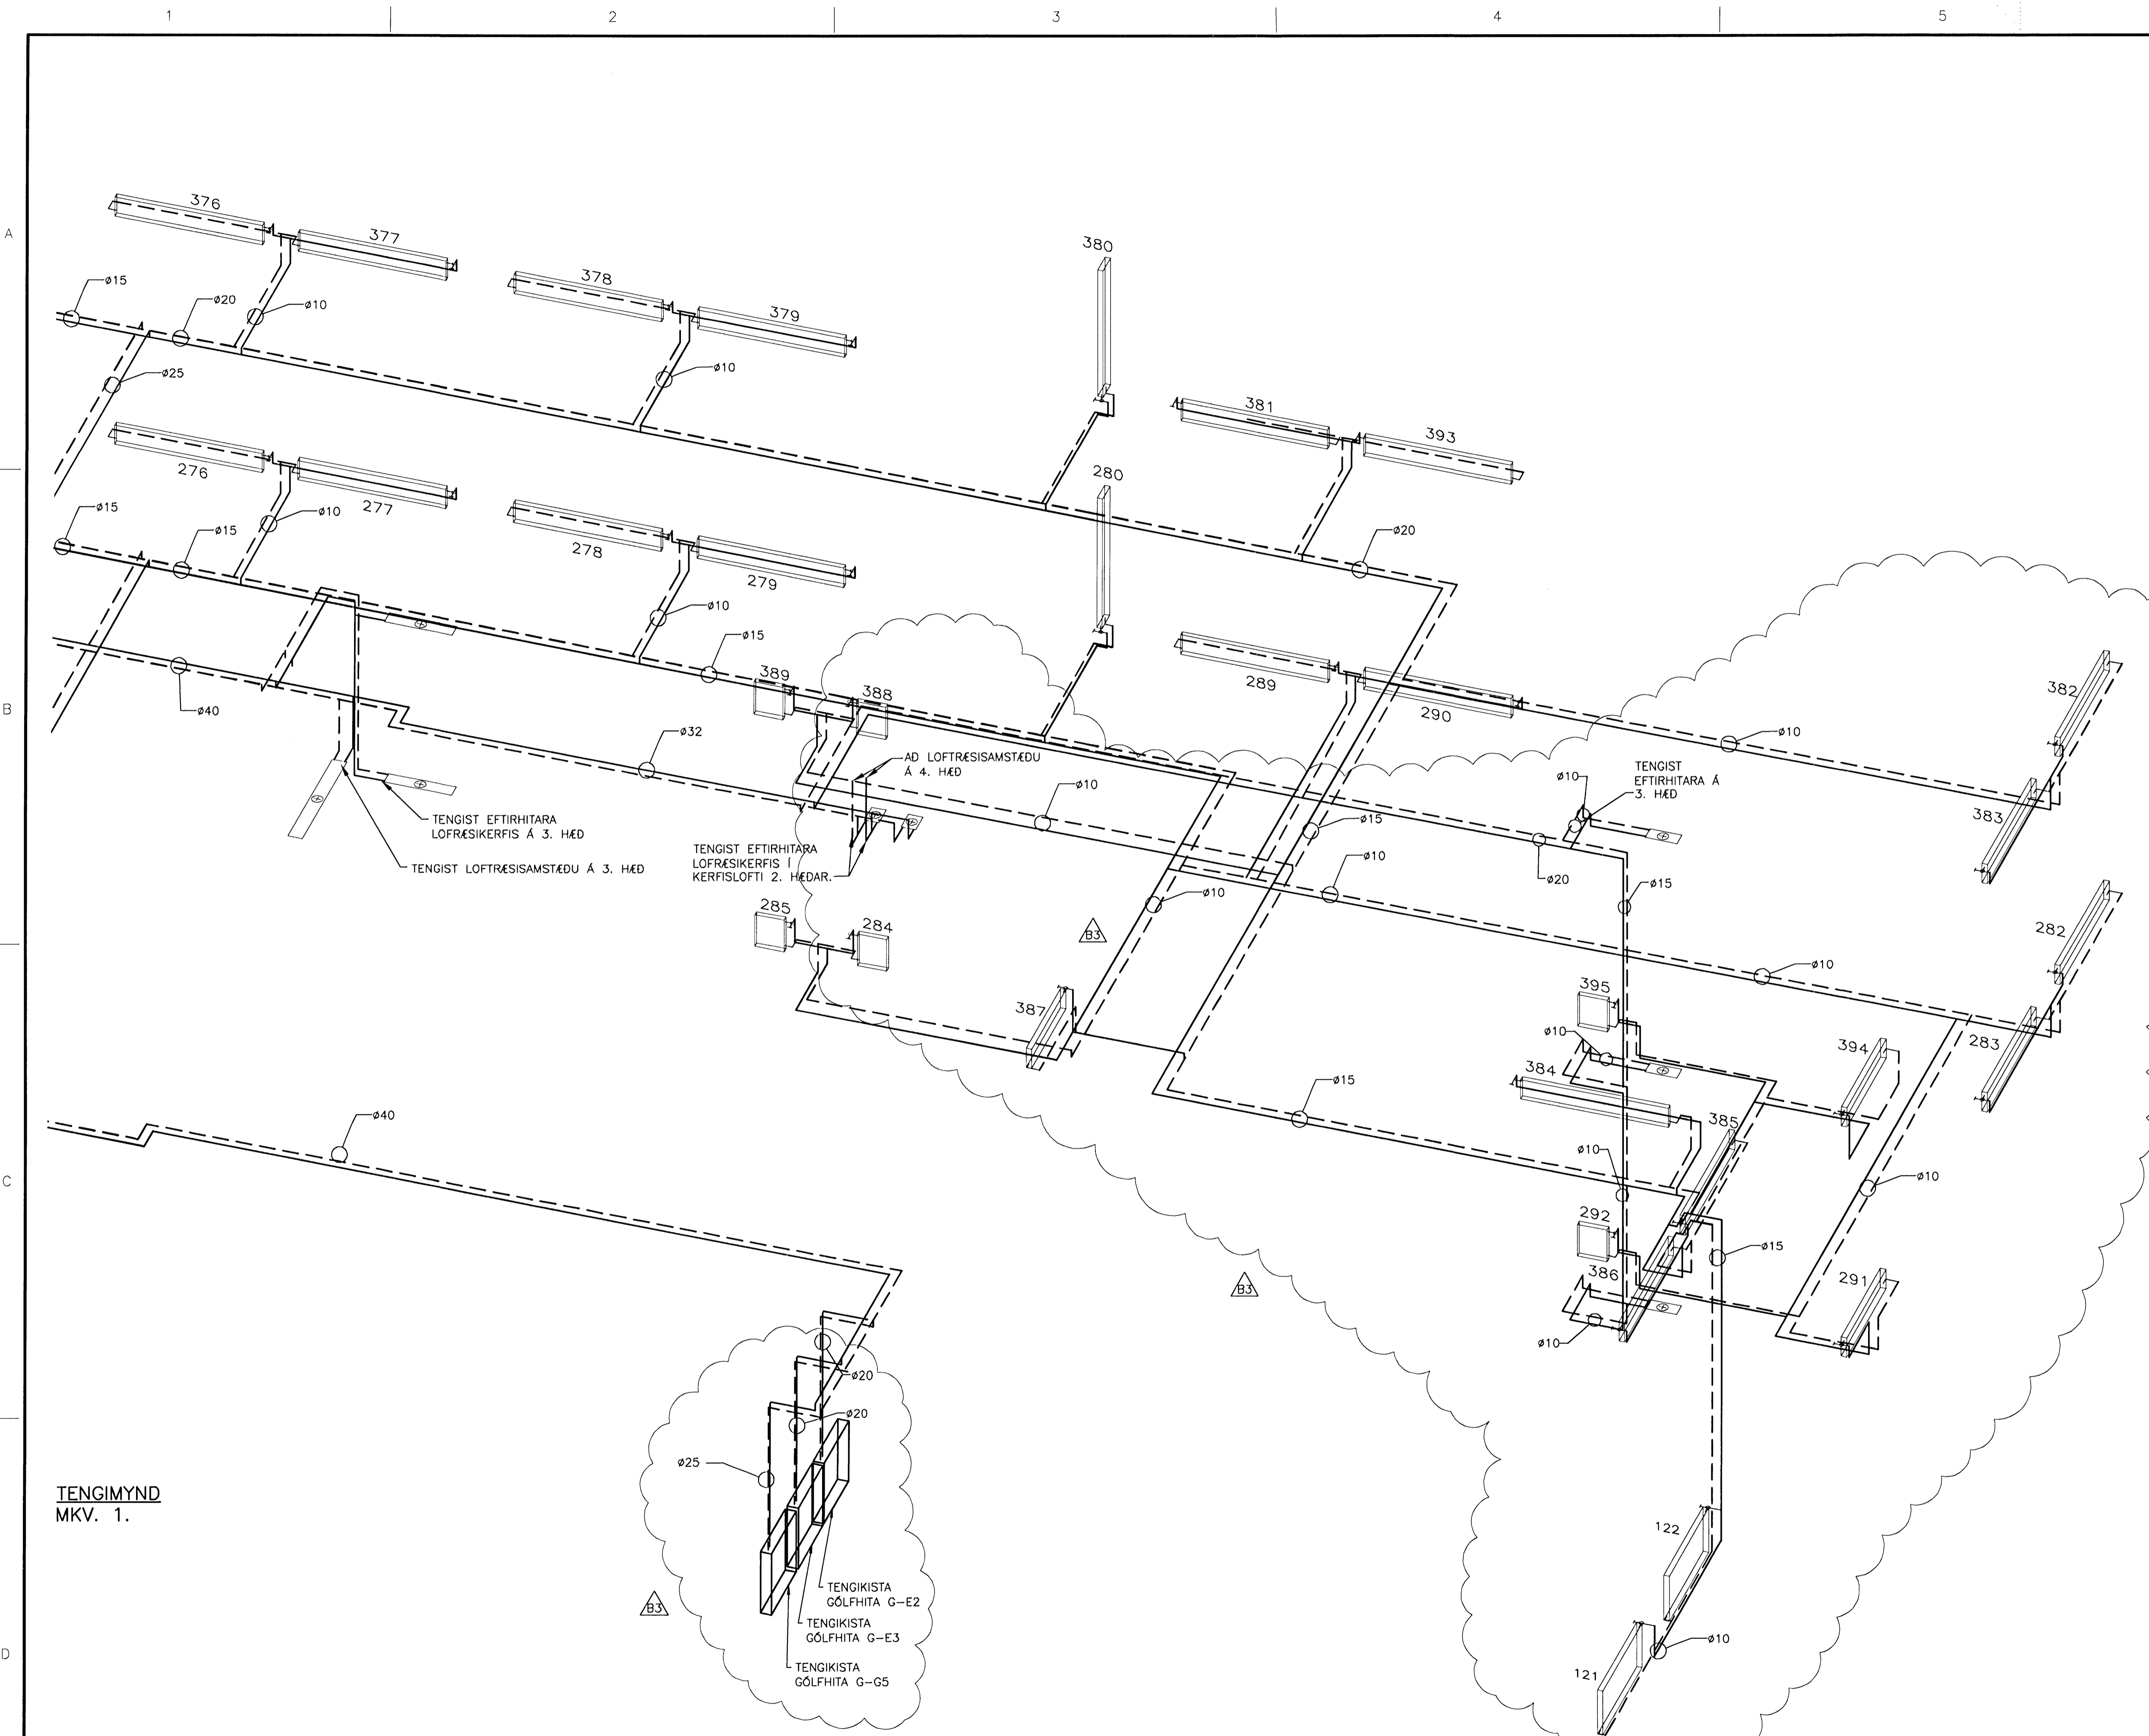 1 2 3 4 5
A
B
C
D
376
377
378
379
380
381
393
ø15
ø20
ø10
ø25
ø10
ø20
276
277
278
279
280
ø15
ø15
ø10
ø10
ø15
289
290
382
383
389
388
ø40
ø32
AÐ LOFTRÆSISAMSTÆÐU
Á 4. HÆÐ
ø10
ø10
ø10
TENGIST
EFTIRHITARA Á
3. HÆÐ
TENGIST EFTIRHITARA
LOFRÆSIKERFIS Á 3. HÆÐ
TENGIST LOFTRÆSISAMSTÆÐU Á 3. HÆÐ
TENGIST EFTIRHITARA
LOFRÆSIKERFIS Í
KERFISLOFTI 2. HÆÐAR.
ø15
ø10
ø20
ø15
ø10
B3
285
284
282
283
ø10
387
395
ø10
394
384
385
ø15
ø40
ø10
ø10
292
386
291
ø15
ø10
B3
ø20
ø20
ø25
TENGIMYND
MKV. 1.
122
121
ø10
B3
TENGIKISTA
GÓLFHITA G-E2
TENGIKISTA
GÓLFHITA G-E3
TENGIKISTA
GÓLFHITA G-G5